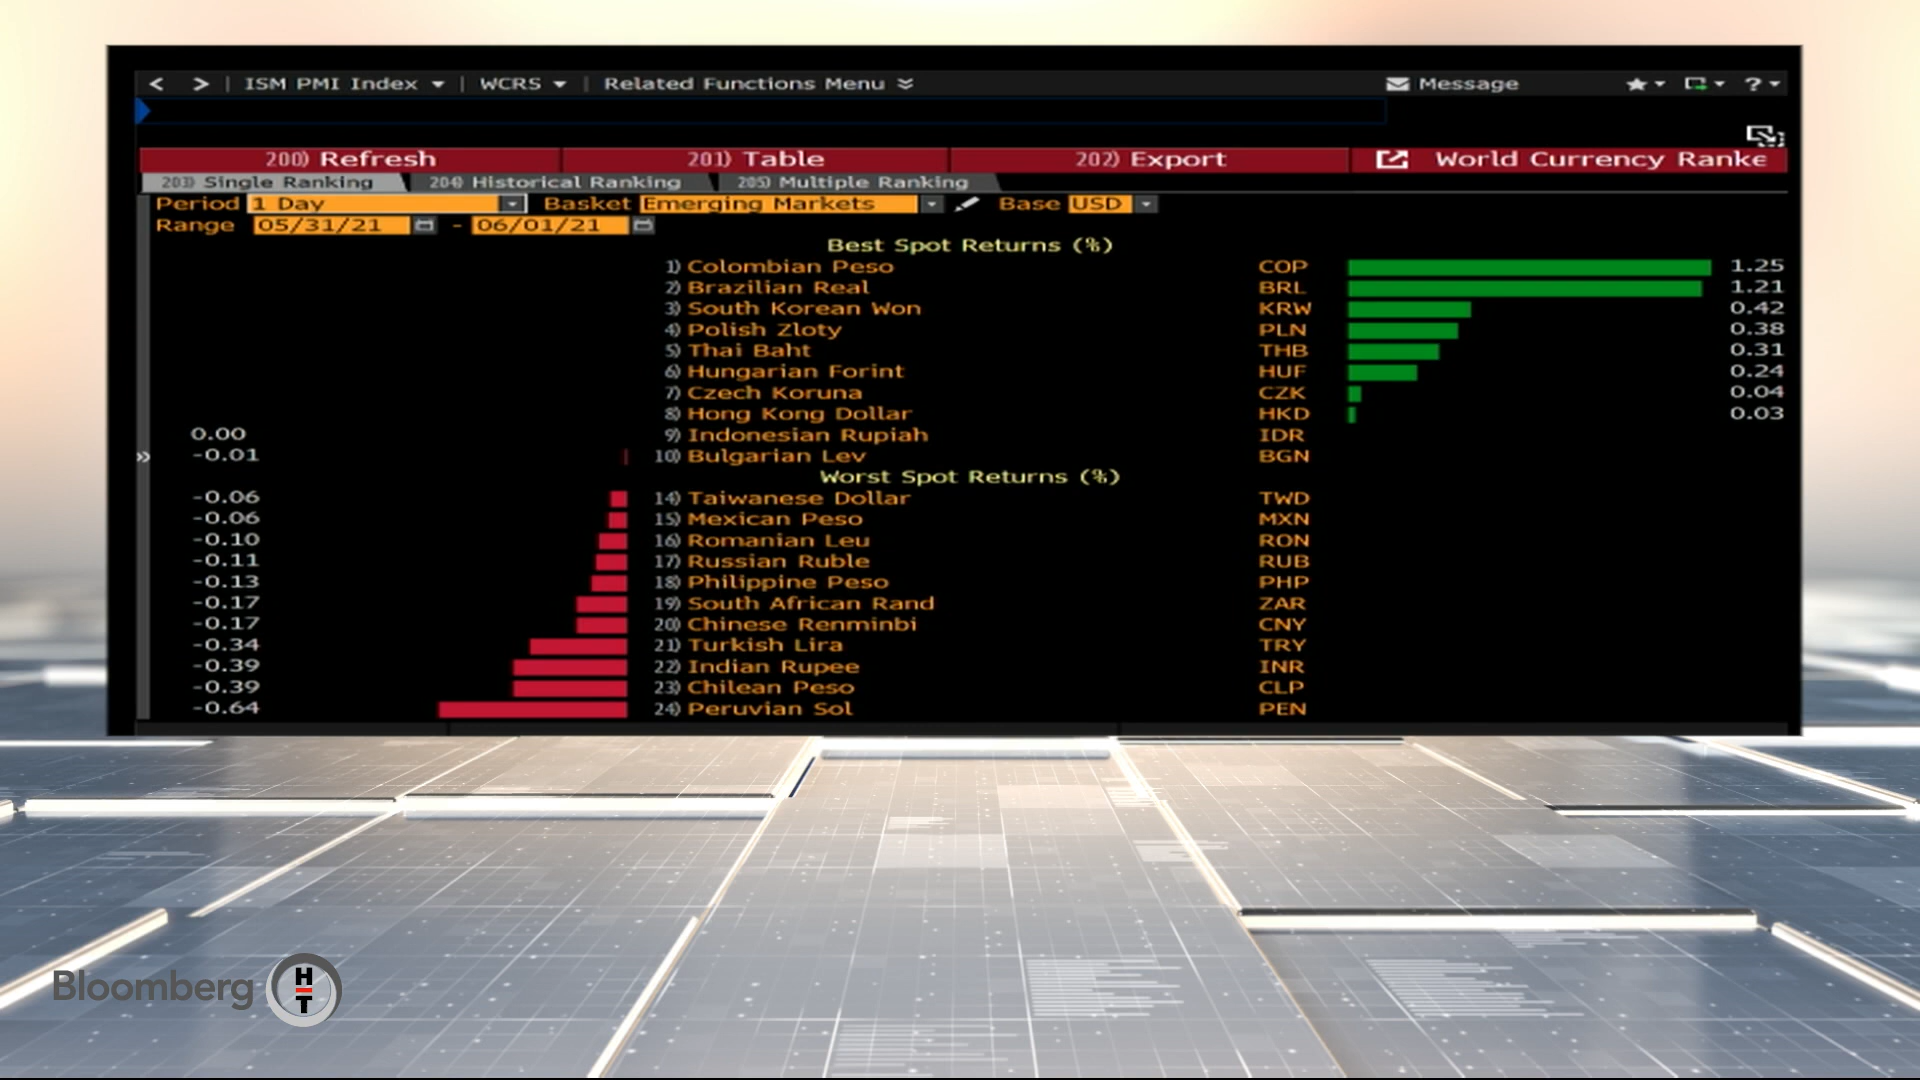 < > | ISM PMI Index | WCRS | Related Functions Menu Message ?
200) Refresh 201) Table 202) Export World Currency Ranke
203) Single Ranking 204) Historical Ranking 205) Multiple Ranking
Period 1 Day Basket Emerging Markets Base USD
Range 05/31/21 - 06/01/21
Best Spot Returns (%)
1) Colombian Peso COP 1.25
2) Brazilian Real BRL 1.21
3) South Korean Won KRW 0.42
4) Polish Zloty PLN 0.38
5) Thai Baht THB 0.31
6) Hungarian Forint HUF 0.24
7) Czech Koruna CZK 0.04
8) Hong Kong Dollar HKD 0.03
0.00 9) Indonesian Rupiah IDR
-0.01 10) Bulgarian Lev BGN
Worst Spot Returns (%)
-0.06 14) Taiwanese Dollar TWD
-0.06 15) Mexican Peso MXN
-0.10 16) Romanian Leu RON
-0.11 17) Russian Ruble RUB
-0.13 18) Philippine Peso PHP
-0.17 19) South African Rand ZAR
-0.17 20) Chinese Renminbi CNY
-0.34 21) Turkish Lira TRY
-0.39 22) Indian Rupee INR
-0.39 23) Chilean Peso CLP
-0.64 24) Peruvian Sol PEN
Bloomberg HT